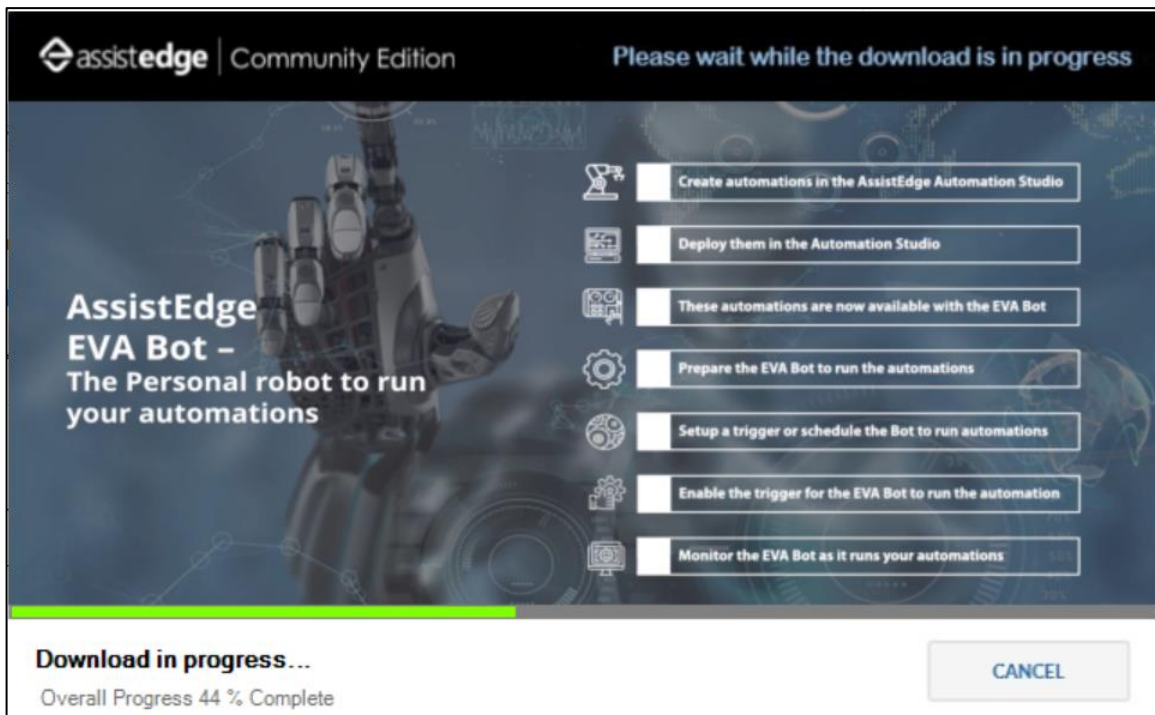 assistedge Community Edition
Please wait while the download is in progress
AssistEdge
EVA Bot –
The Personal robot to run
your automations
Create automations in the AssistEdge Automation Studio
Deploy them in the Automation Studio
These automations are now available with the EVA Bot
Prepare the EVA Bot to run the automations
Setup a trigger or schedule the Bot to run automations
Enable the trigger for the EVA Bot to run the automation
Monitor the EVA Bot as it runs your automations
Download in progress...
Overall Progress 44 % Complete
CANCEL